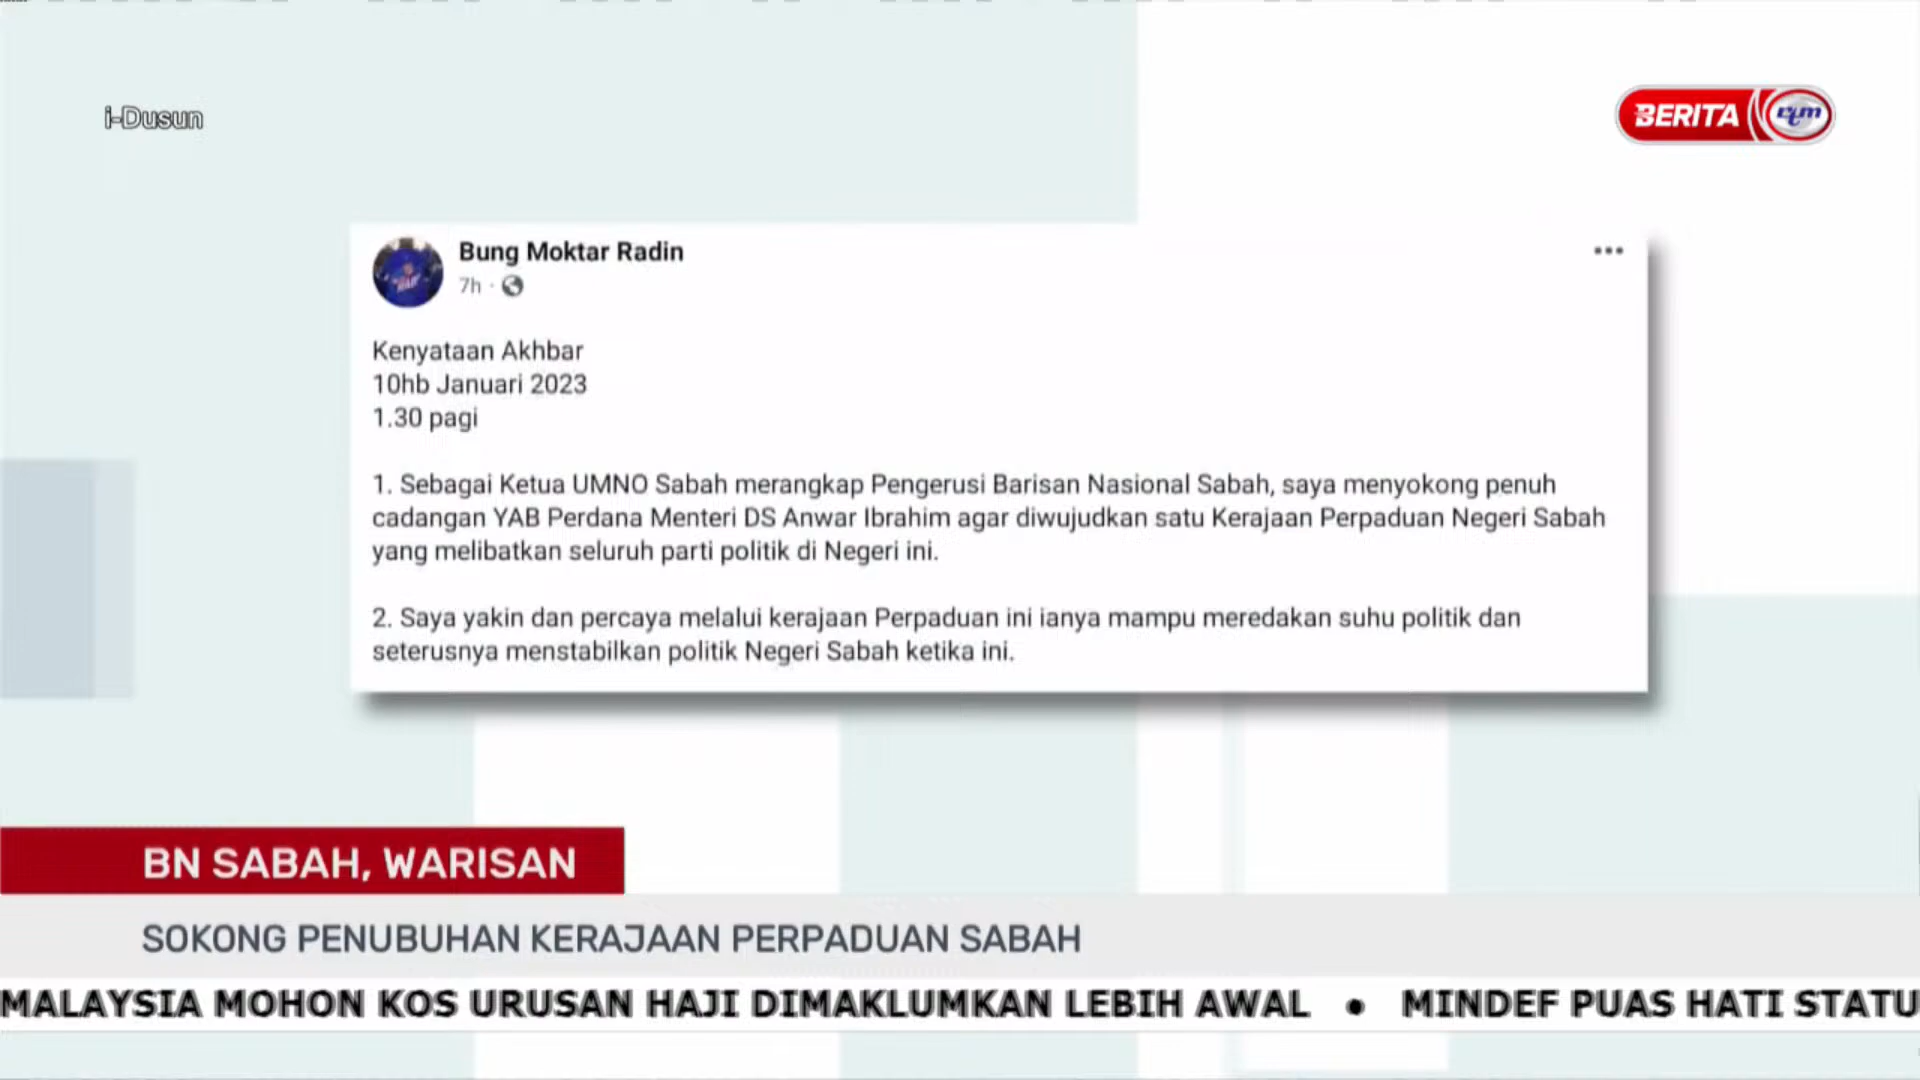 i-Dusun
BERITA rtm
Bung Moktar Radin
7h ·
Kenyataan Akhbar
10hb Januari 2023
1.30 pagi
1. Sebagai Ketua UMNO Sabah merangkap Pengerusi Barisan Nasional Sabah, saya menyokong penuh
cadangan YAB Perdana Menteri DS Anwar Ibrahim agar diwujudkan satu Kerajaan Perpaduan Negeri Sabah
yang melibatkan seluruh parti politik di Negeri ini.
2. Saya yakin dan percaya melalui kerajaan Perpaduan ini ianya mampu meredakan suhu politik dan
seterusnya menstabilkan politik Negeri Sabah ketika ini.
BN SABAH, WARISAN
SOKONG PENUBUHAN KERAJAAN PERPADUAN SABAH
MALAYSIA MOHON KOS URUSAN HAJI DIMAKLUMKAN LEBIH AWAL • MINDEF PUAS HATI STATU